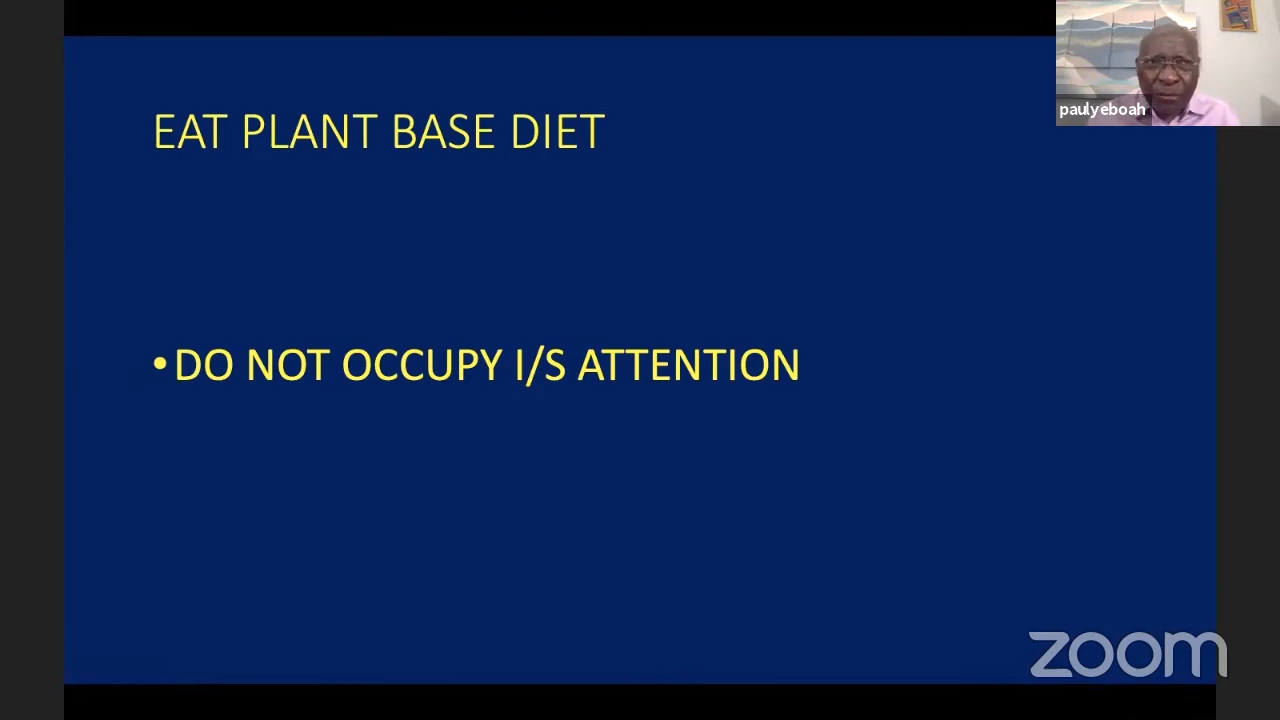 paulyeboah
EAT PLANT BASE DIET
•DO NOT OCCUPY I/S ATTENTION
zoom